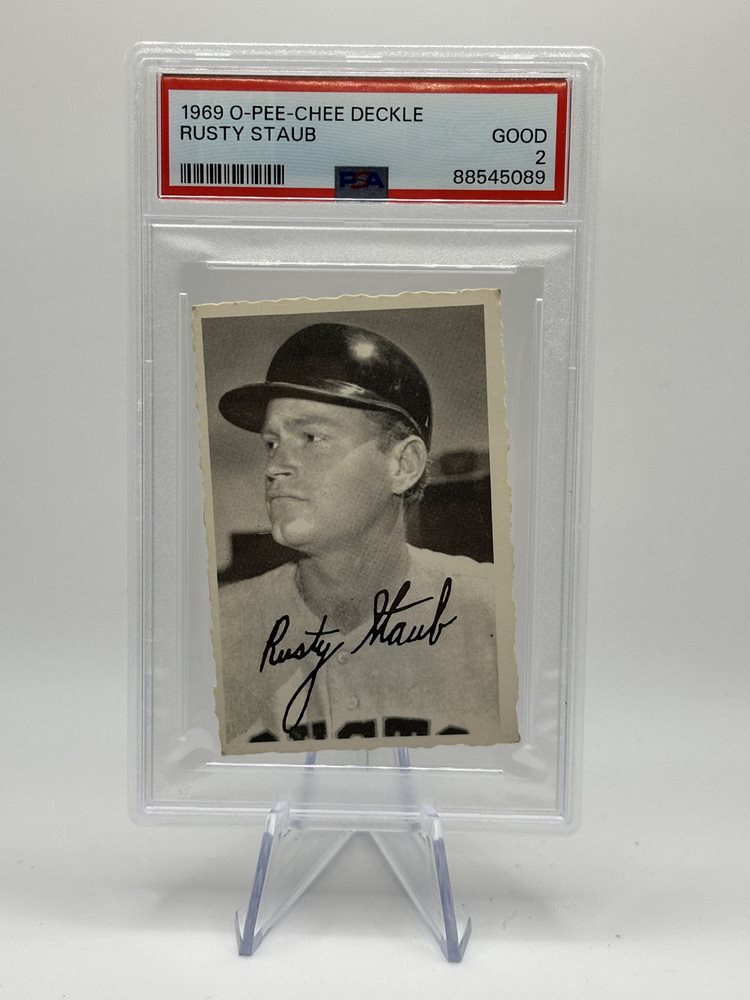 1969 O-PEE-CHEE DECKLE
RUSTY STAUB GOOD
2
PSA 88545089
Rusty Staub